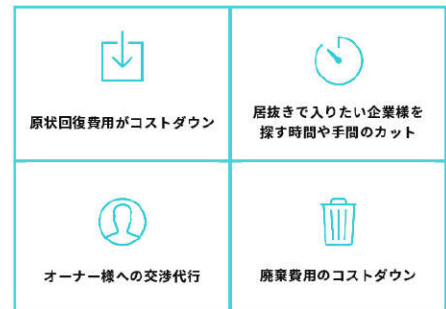 原状回復費用がコストダウン
居抜きで入りたい企業様を
探す時間や手間のカット
オーナー様への交渉代行
廃棄費用のコストダウン